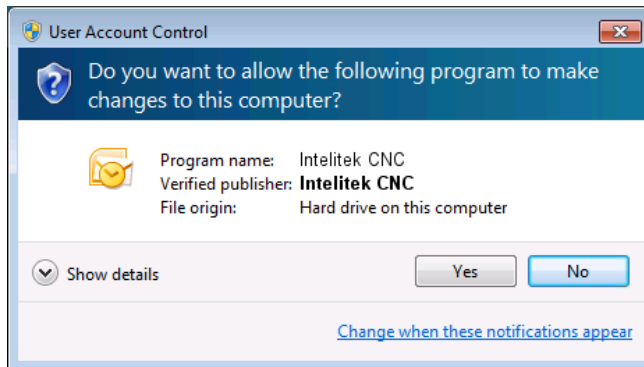 User Account Control
Do you want to allow the following program to make
changes to this computer?
Program name: Intelitek CNC
Verified publisher: Intelitek CNC
File origin: Hard drive on this computer
Show details
Yes
No
Change when these notifications appear